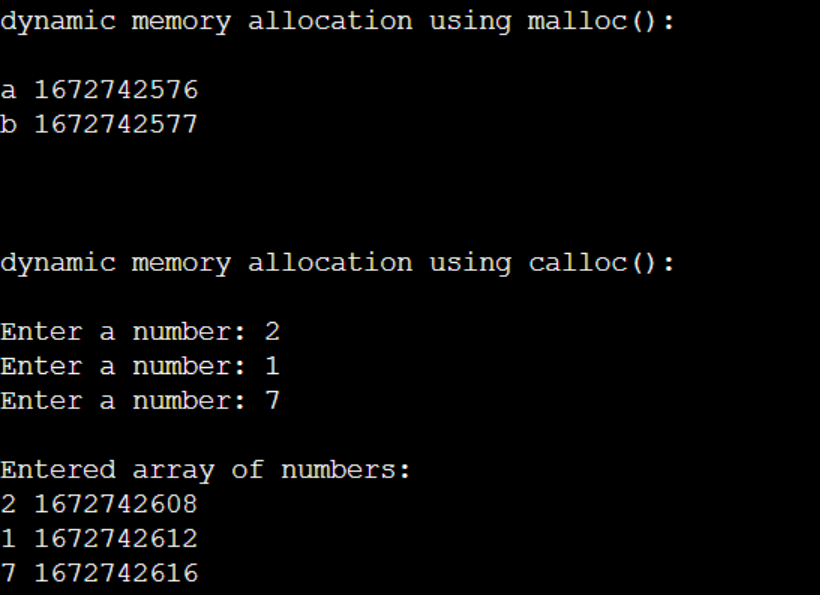 dynamic memory allocation using malloc():
a 1672742576
b 1672742577
dynamic memory allocation using calloc():
Enter a number: 2
Enter a number: 1
Enter a number: 7
Entered array of numbers:
2 1672742608
1 1672742612
7 1672742616